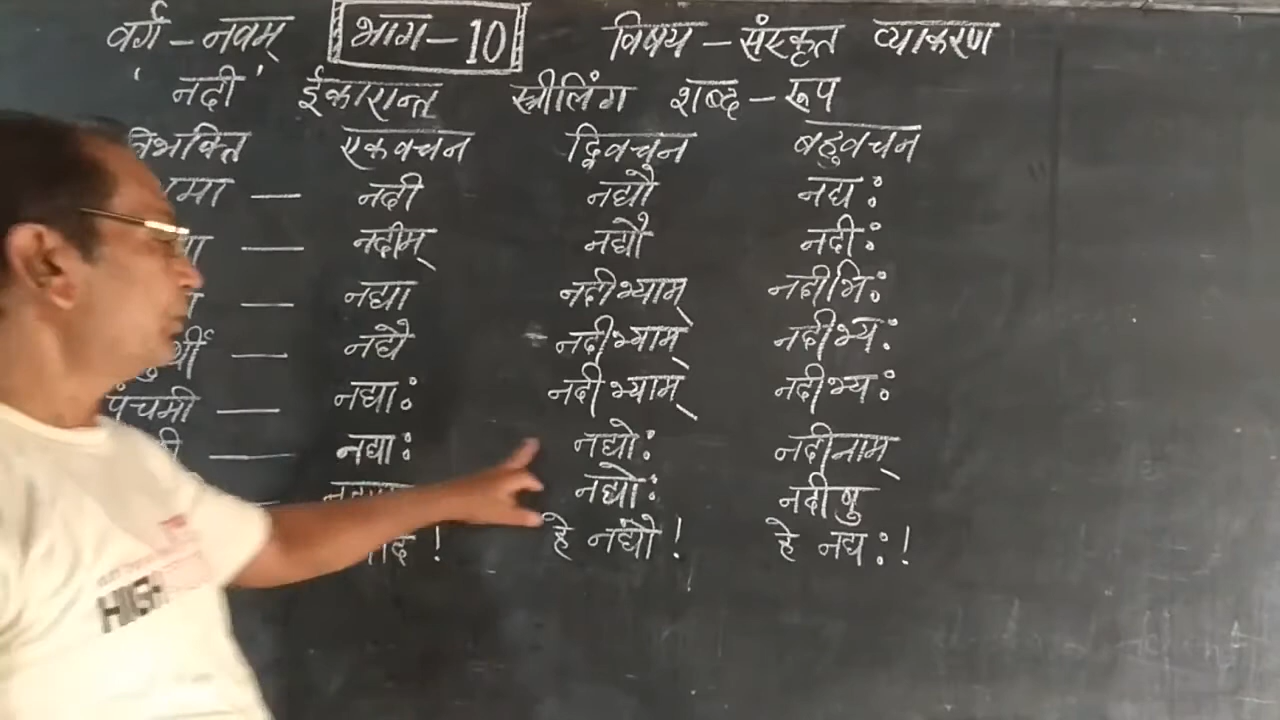 वर्ग - नवम् भाग - 10 विषय - संस्कृत व्याकरण
नदी ईकारान्त स्त्रीलिंग शब्द - रूप
एकवचन द्विवचन बहुवचन
— नदी नद्यौ नद्यः
— नदीम् नद्यौ नदीः
— नद्या नदीभ्याम् नदीभिः
— नद्यै नदीभ्याम् नदीभ्यः
पंचमी — नद्याः नदीभ्याम् नदीभ्यः
— नद्याः नद्योः नदीनाम्
— नद्योः नदीषु
! हे नद्यौ ! हे नद्यः !
HIGH